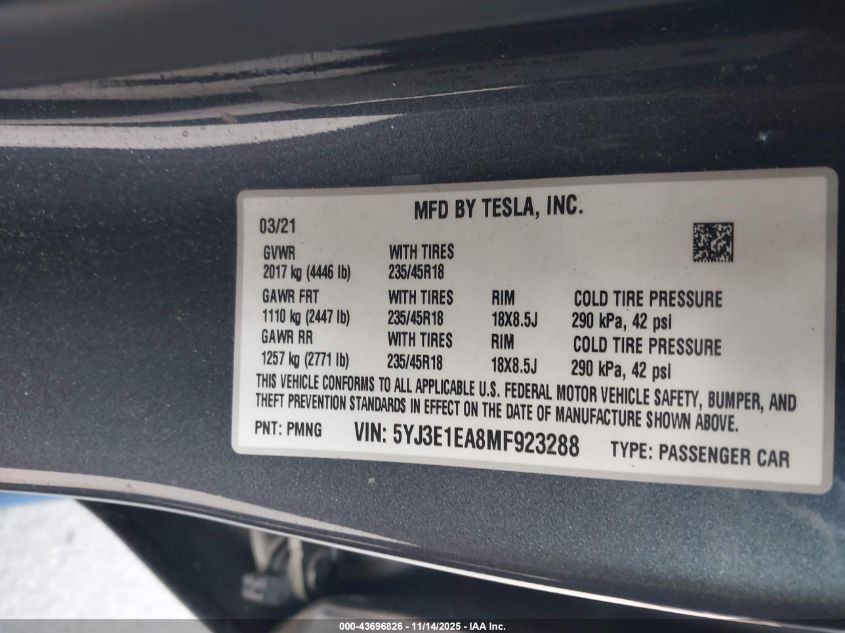 MFD BY TESLA, INC.
03/21
GVWR WITH TIRES
2017 kg (4446 lb) 235/45R18
GAWR FRT WITH TIRES RIM COLD TIRE PRESSURE
1110 kg (2447 lb) 235/45R18 18X8.5J 290 kPa, 42 psi
GAWR RR WITH TIRES RIM COLD TIRE PRESSURE
1257 kg (2771 lb) 235/45R18 18X8.5J 290 kPa, 42 psi
THIS VEHICLE CONFORMS TO ALL APPLICABLE U.S. FEDERAL MOTOR VEHICLE SAFETY, BUMPER, AND
THEFT PREVENTION STANDARDS IN EFFECT ON THE DATE OF MANUFACTURE SHOWN ABOVE.
PNT: PMNG VIN: 5YJ3E1EA8MF923288 TYPE: PASSENGER CAR
000-43696826 - 11/14/2025 - IAA Inc.